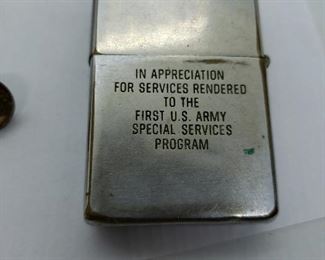 IN APPRECIATION
FOR SERVICES RENDERED
TO THE
FIRST U.S. ARMY
SPECIAL SERVICES
PROGRAM